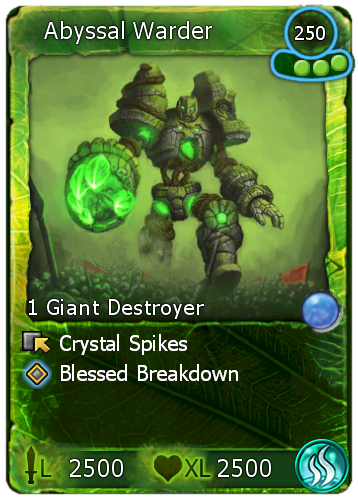 Abyssal Warder
250
1 Giant Destroyer
Crystal Spikes
Blessed Breakdown
L 2500 XL 2500